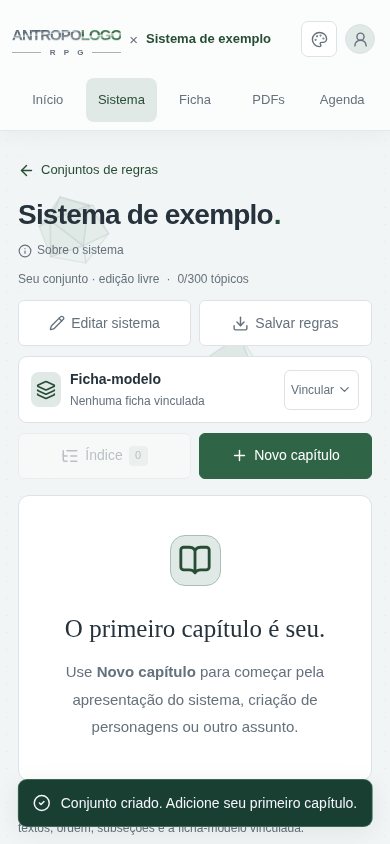 ANTROPOLOGO
RPG
× Sistema de exemplo
Início Sistema Ficha PDFs Agenda
Conjuntos de regras
Sistema de exemplo.
Sobre o sistema
Seu conjunto · edição livre · 0/300 tópicos
Editar sistema Salvar regras
Ficha-modelo
Nenhuma ficha vinculada
Vincular
Índice 0 Novo capítulo
O primeiro capítulo é seu.
Use Novo capítulo para começar pela
apresentação do sistema, criação de
personagens ou outro assunto.
Conjunto criado. Adicione seu primeiro capítulo.
textos, ordem, subseções e a ficha-modelo vinculada.